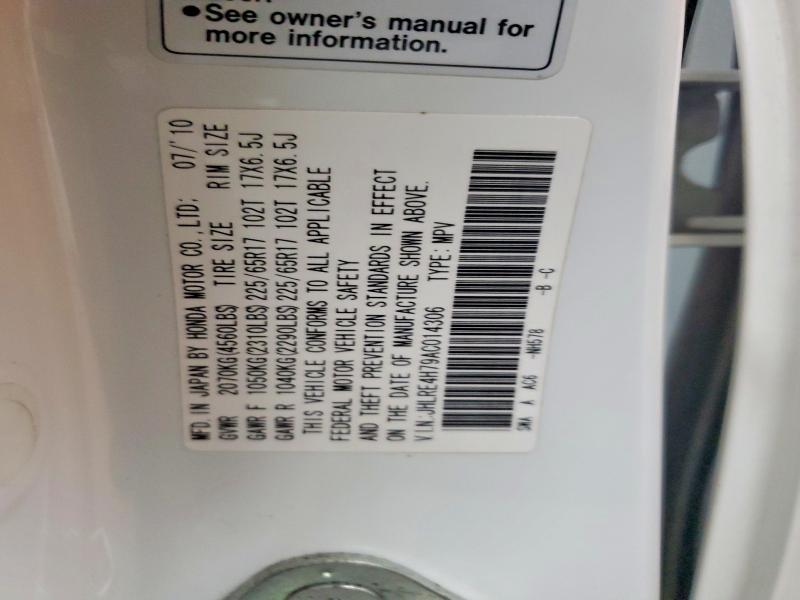 ●See owner's manual for
more information.
MFD. IN JAPAN BY HONDA MOTOR CO., LTD: 07/'10
GVWR 2070KG(4560LBS) TIRE SIZE RIM SIZE
GAWR F 1050KG(2310LBS) 225/65R17 102T 17X6.5J
GAWR R 1040KG(2290LBS) 225/65R17 102T 17X6.5J
THIS VEHICLE CONFORMS TO ALL APPLICABLE
FEDERAL MOTOR VEHICLE SAFETY
AND THEFT PREVENTION STANDARDS IN EFFECT
ON THE DATE OF MANUFACTURE SHOWN ABOVE.
V.I.N.:JHLRE4H79AC014306 TYPE: MPV
SWA A AC6 -NH578 -B -C